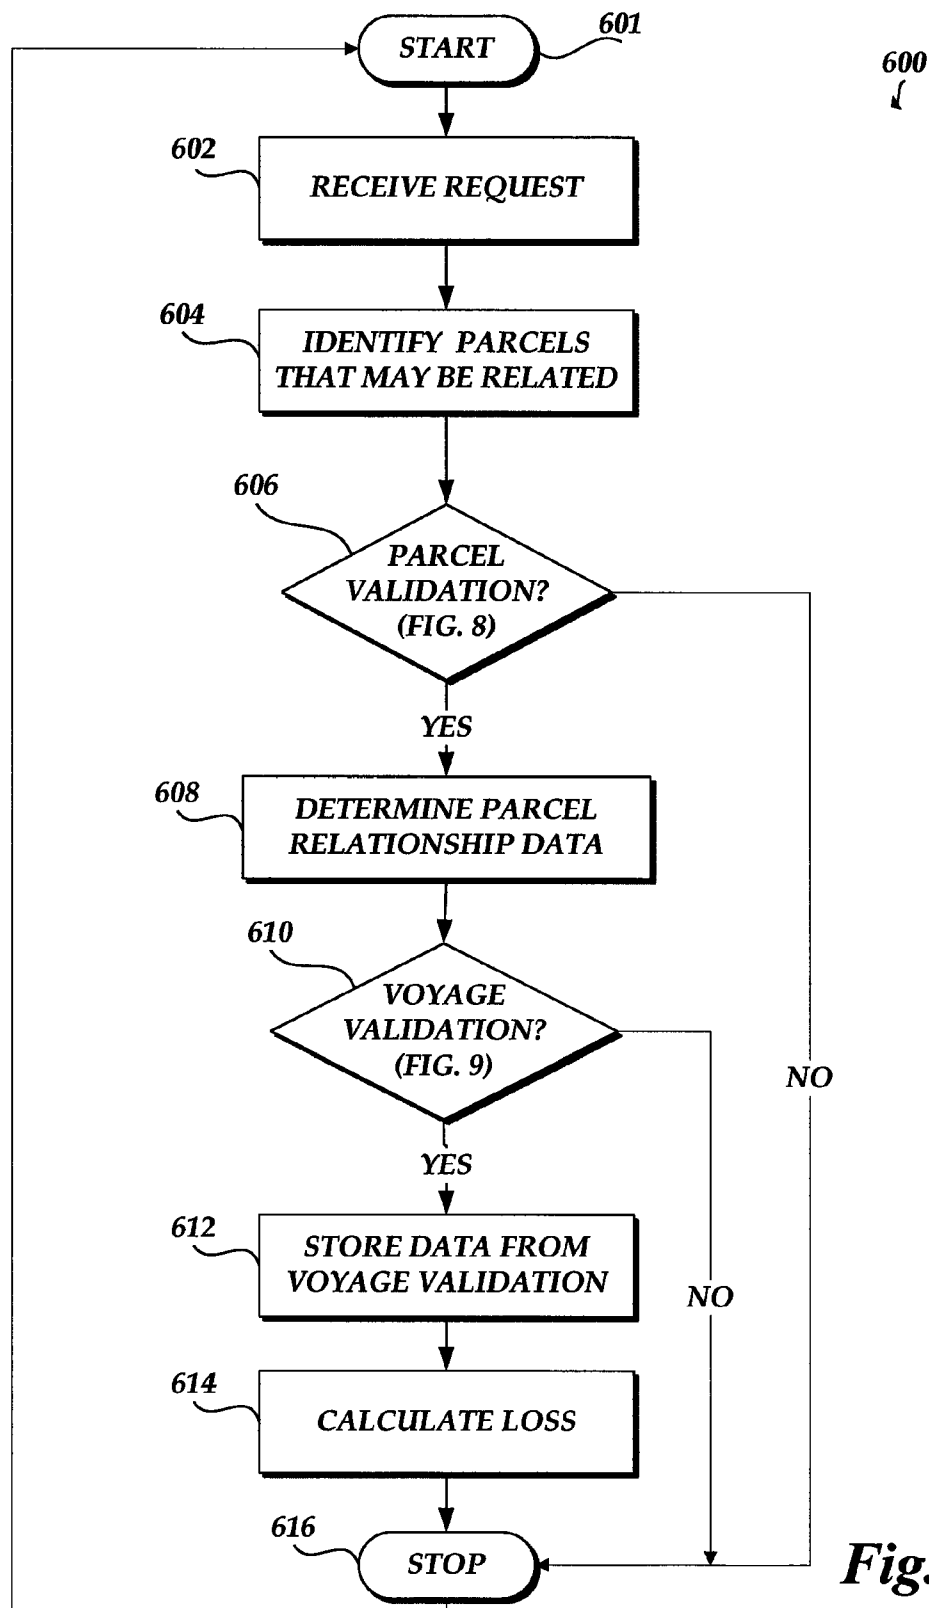 START
601
600
602
RECEIVE REQUEST
604
IDENTIFY PARCELS
THAT MAY BE RELATED
606
PARCEL
VALIDATION?
(FIG. 8)
YES
608
DETERMINE PARCEL
RELATIONSHIP DATA
610
VOYAGE
VALIDATION?
(FIG. 9)
NO
YES
612
STORE DATA FROM
VOYAGE VALIDATION
NO
614
CALCULATE LOSS
616
STOP
Fig.